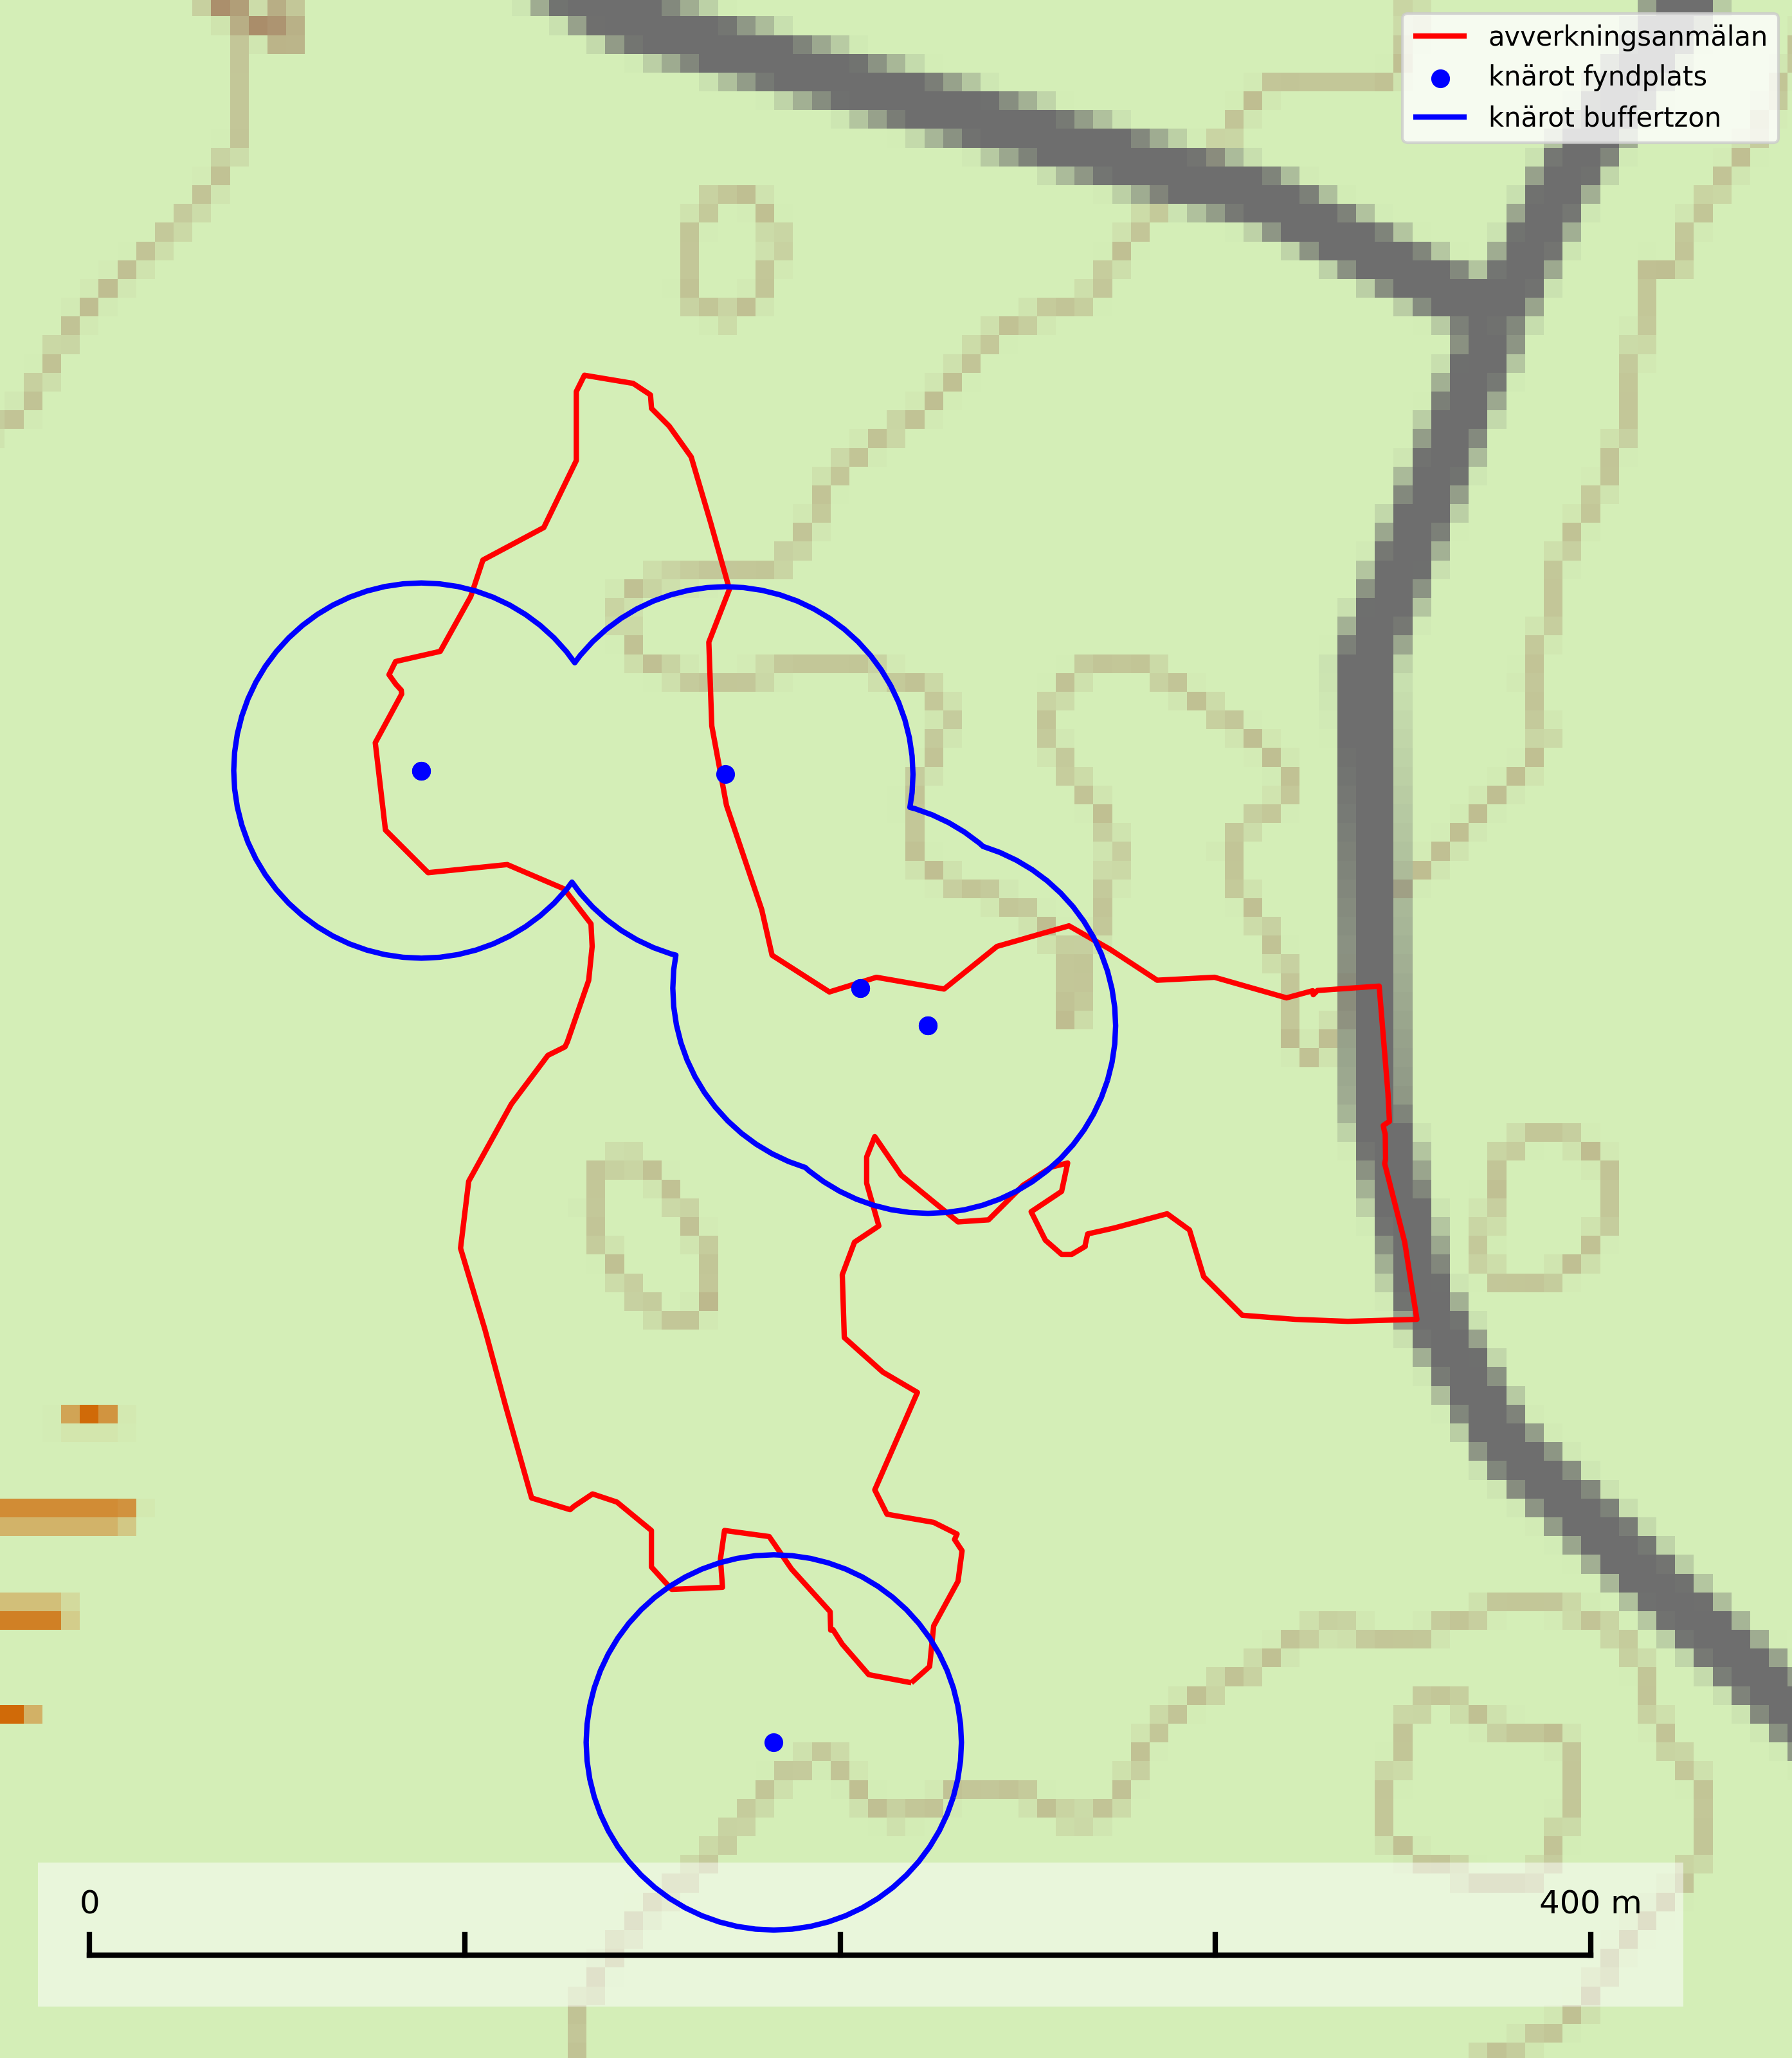 avverkningsanmälan
knärot fyndplats
knärot buffertzon
0
400 m